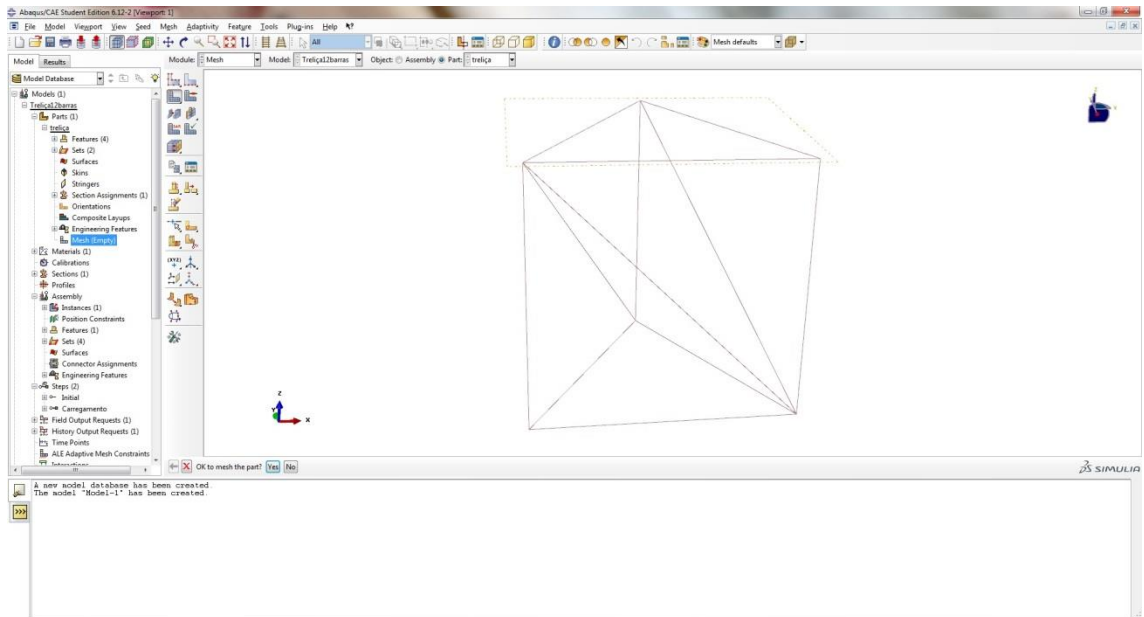 Abaqus/CAE Student Edition 6.12-2 [Viewport: 1]
File Model Viewport View Seed Mesh Adaptivity Feature Tools Plug-ins Help
All Mesh defaults
Model Results
Module: Mesh Model: Treliça12barras Object: Assembly Part: treliça
Model Database
Models (1)
Treliça12barras
Parts (1)
treliça
Features (4)
Sets (2)
Surfaces
Skins
Stringers
Section Assignments (1)
Orientations
Composite Layups
Engineering Features
Mesh (Empty)
Materials (1)
Calibrations
Sections (1)
Profiles
Assembly
Instances (1)
Position Constraints
Features (1)
Sets (4)
Surfaces
Connector Assignments
Engineering Features
Steps (2)
Initial
Carregamento
Field Output Requests (1)
History Output Requests (1)
Time Points
ALE Adaptive Mesh Constraints
Interactions
Z
Y
X
OK to mesh the part? Yes No
SIMULIA
A new model database has been created.
The model "Model-1" has been created.
>>>